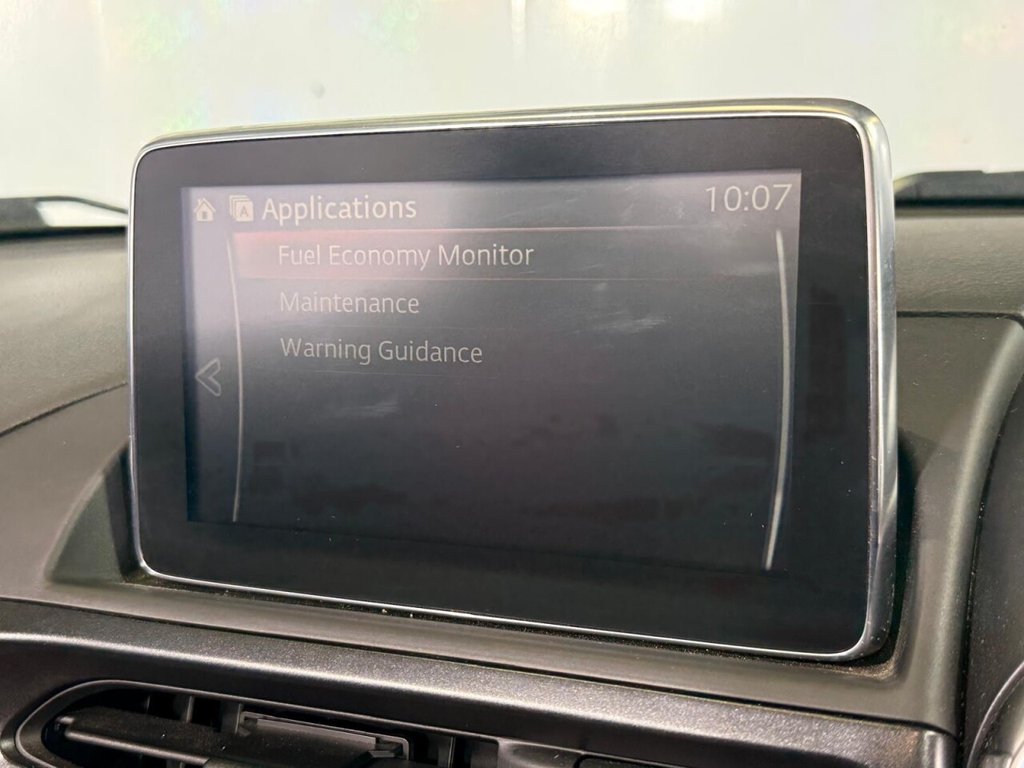 Applications 10:07
Fuel Economy Monitor
Maintenance
Warning Guidance